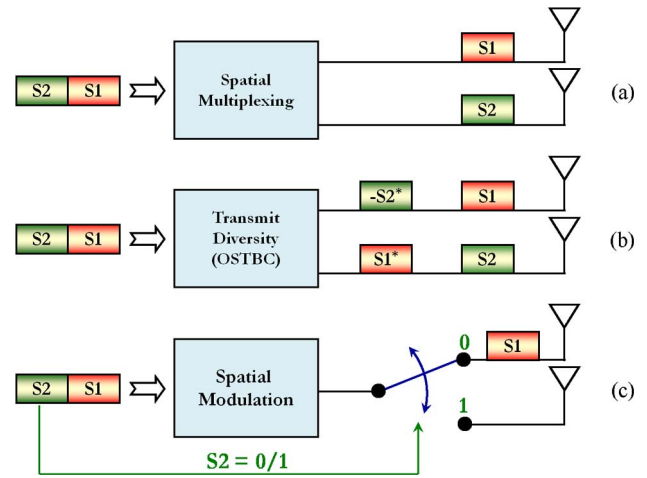 S2 S1
Spatial
Multiplexing
S1
S2
(a)
S2 S1
Transmit
Diversity
(OSTBC)
-S2* S1
S1* S2
(b)
S2 S1
Spatial
Modulation
0
S1
1
(c)
S2 = 0/1